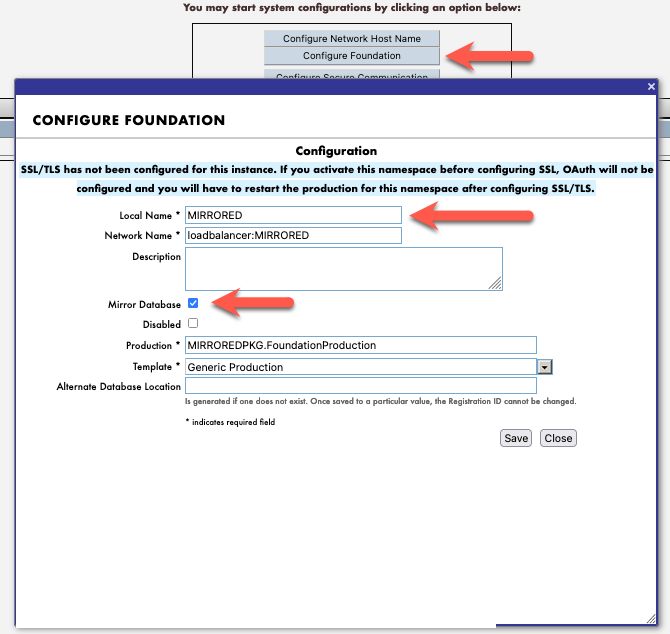 You may start system configurations by clicking an option below:
Configure Network Host Name
Configure Foundation
Configure Secure Communication
×
CONFIGURE FOUNDATION
Configuration
SSL/TLS has not been configured for this instance. If you activate this namespace before configuring SSL, OAuth will not be
configured and you will have to restart the production for this namespace after configuring SSL/TLS.
Local Name * MIRRORED
Network Name * loadbalancer:MIRRORED
Description
Mirror Database
Disabled
Production * MIRROREDPKG.FoundationProduction
Template * Generic Production
Alternate Database Location
Is generated if one does not exist. Once saved to a particular value, the Registration ID cannot be changed.
* indicates required field
Save Close